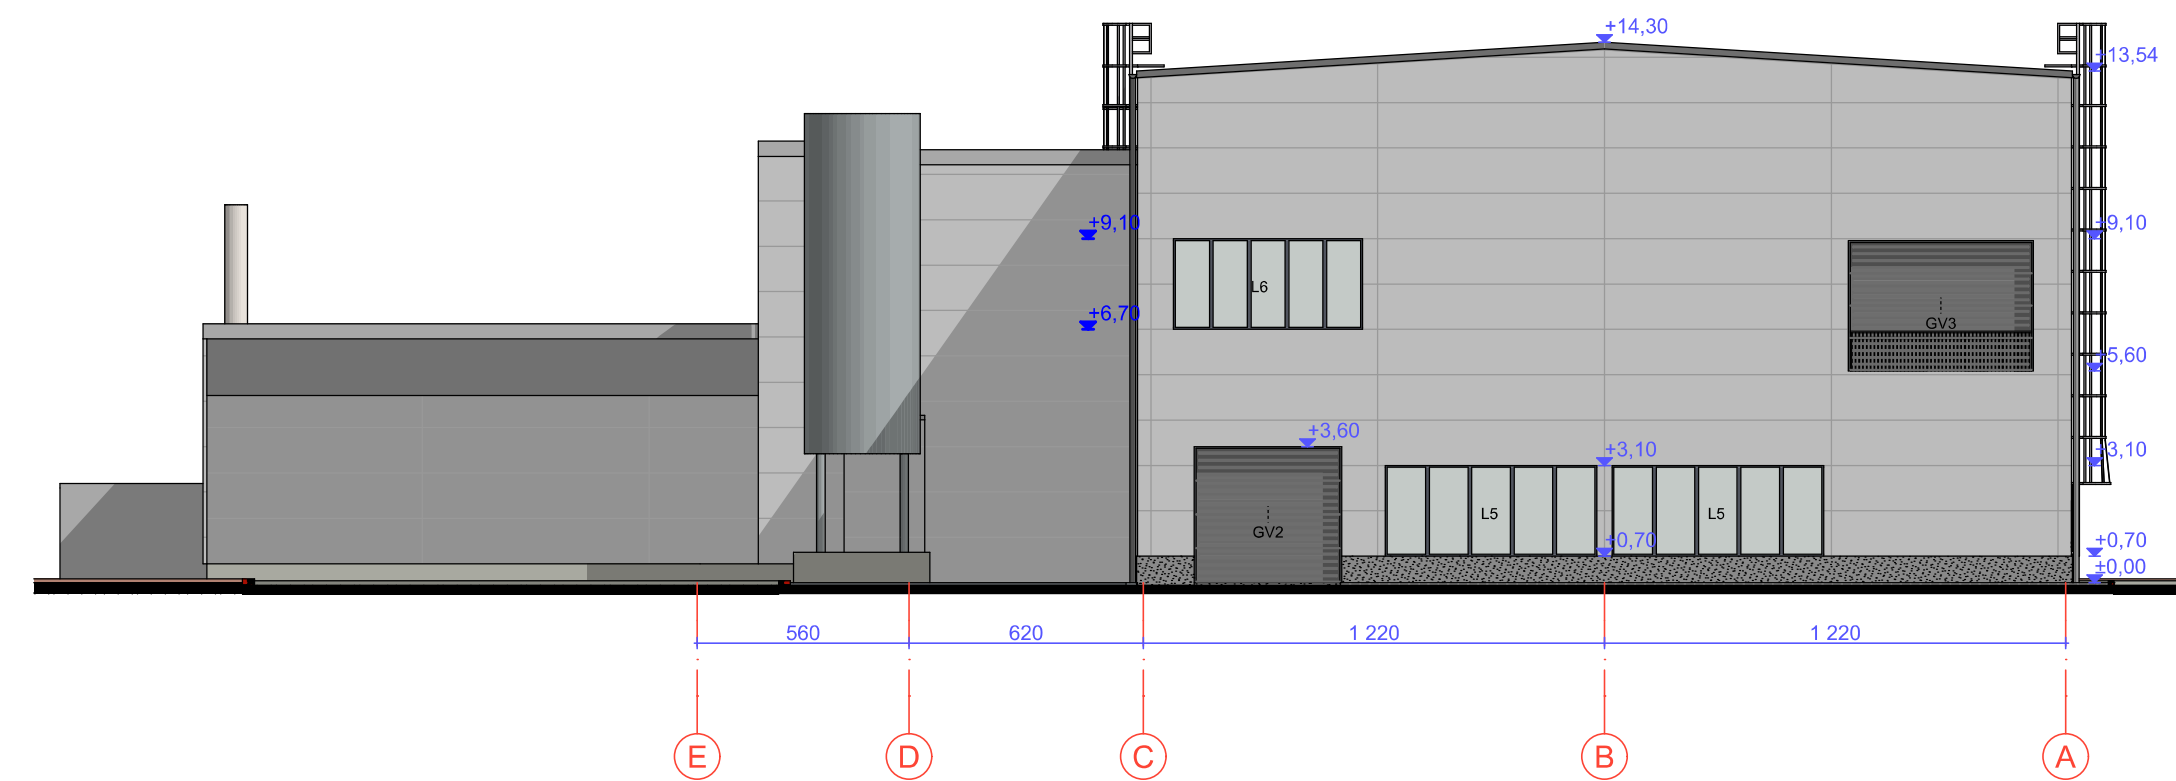 +14,30
+13,54
+9,10
+9,10
L6
+6,70
GV3
+5,60
+3,60
+3,10
+3,10
L5
L5
GV2
+0,70
+0,70
±0,00
560
620
1 220
1 220
E
D
C
B
A